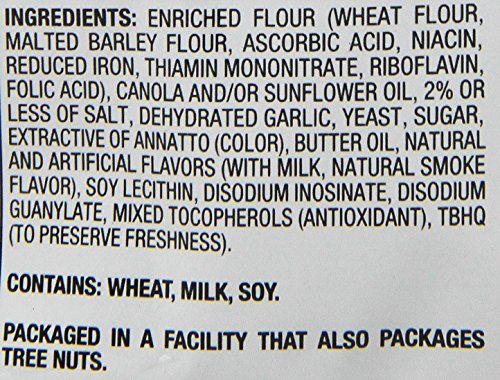 INGREDIENTS: ENRICHED FLOUR (WHEAT FLOUR,
MALTED BARLEY FLOUR, ASCORBIC ACID, NIACIN,
REDUCED IRON, THIAMIN MONONITRATE, RIBOFLAVIN,
FOLIC ACID), CANOLA AND/OR SUNFLOWER OIL, 2% OR
LESS OF SALT, DEHYDRATED GARLIC, YEAST, SUGAR,
EXTRACTIVE OF ANNATTO (COLOR), BUTTER OIL, NATURAL
AND ARTIFICIAL FLAVORS (WITH MILK, NATURAL SMOKE
FLAVOR), SOY LECITHIN, DISODIUM INOSINATE, DISODIUM
GUANYLATE, MIXED TOCOPHEROLS (ANTIOXIDANT), TBHQ
(TO PRESERVE FRESHNESS).
CONTAINS: WHEAT, MILK, SOY.
PACKAGED IN A FACILITY THAT ALSO PACKAGES
TREE NUTS.